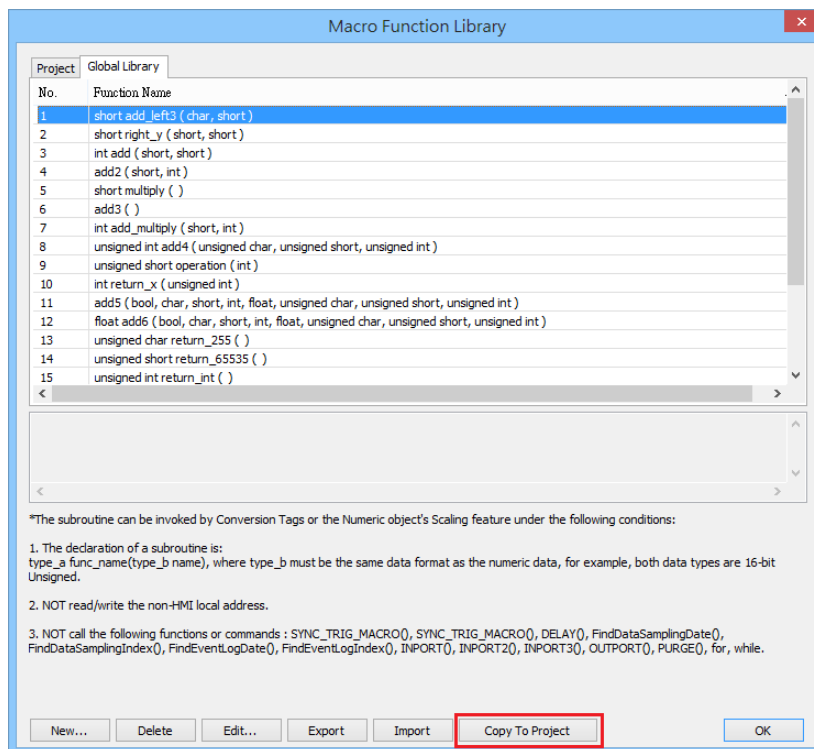 Macro Function Library
Project Global Library
No. Function Name
1 short add_left3 ( char, short )
2 short right_y ( short, short )
3 int add ( short, short )
4 add2 ( short, int )
5 short multiply ( )
6 add3 ( )
7 int add_multiply ( short, int )
8 unsigned int add4 ( unsigned char, unsigned short, unsigned int )
9 unsigned short operation ( int )
10 int return_x ( unsigned int )
11 add5 ( bool, char, short, int, float, unsigned char, unsigned short, unsigned int )
12 float add6 ( bool, char, short, int, float, unsigned char, unsigned short, unsigned int )
13 unsigned char return_255 ( )
14 unsigned short return_65535 ( )
15 unsigned int return_int ( )
*The subroutine can be invoked by Conversion Tags or the Numeric object's Scaling feature under the following conditions:
1. The declaration of a subroutine is:
type_a func_name(type_b name), where type_b must be the same data format as the numeric data, for example, both data types are 16-bit
Unsigned.
2. NOT read/write the non-HMI local address.
3. NOT call the following functions or commands : SYNC_TRIG_MACRO(), SYNC_TRIG_MACRO(), DELAY(), FindDataSamplingDate(),
FindDataSamplingIndex(), FindEventLogDate(), FindEventLogIndex(), INPORT(), INPORT2(), INPORT3(), OUTPORT(), PURGE(), for, while.
New... Delete Edit... Export Import Copy To Project OK